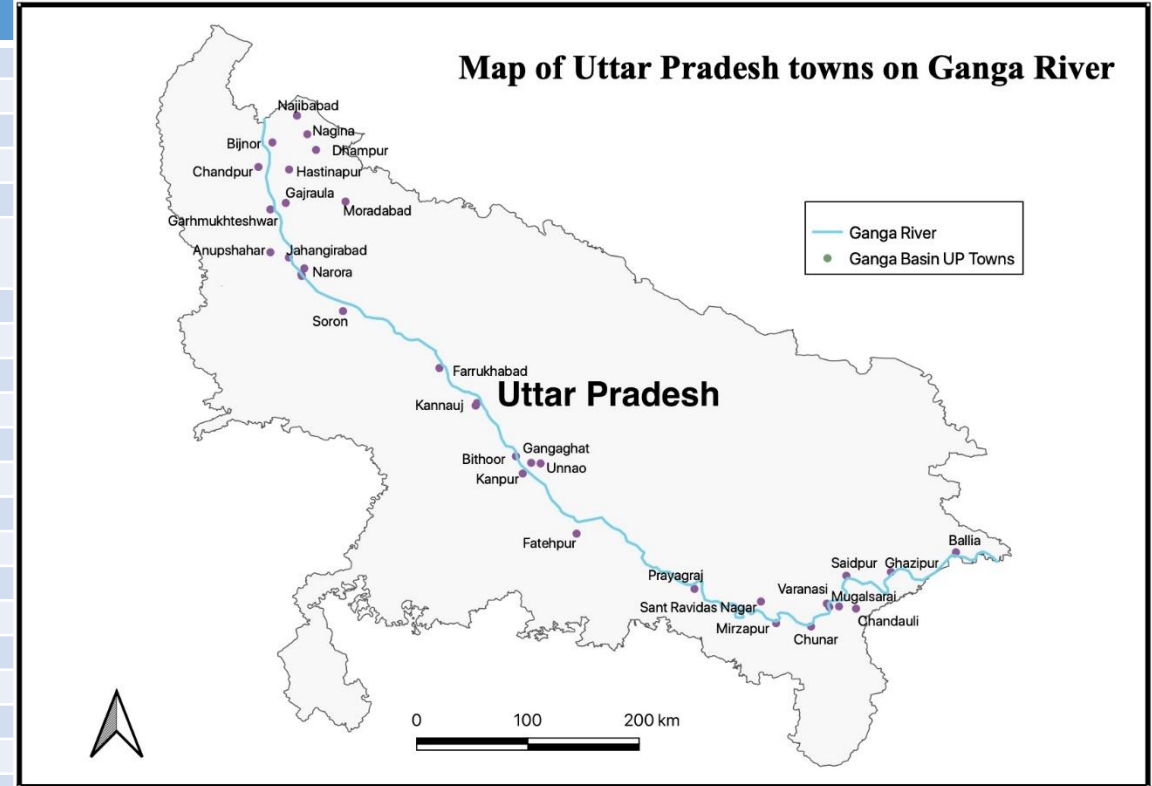 Map of Uttar Pradesh towns on Ganga River
Najibabad
Nagina
Bijnor
Dhampur
Chandpur
Hastinapur
Gajraula
Moradabad
Garhmukhteshwar
Anupshahar
Jahangirabad
Narora
Soron
Ganga River
Ganga Basin UP Towns
Farrukhabad
Uttar Pradesh
Kannauj
Gangaghat
Bithoor
Unnao
Kanpur
Fatehpur
Ballia
Saidpur
Ghazipur
Prayagraj
Varanasi
Mugalsarai
Sant Ravidas Nagar
Chandauli
Mirzapur
Chunar
0 100 200 km